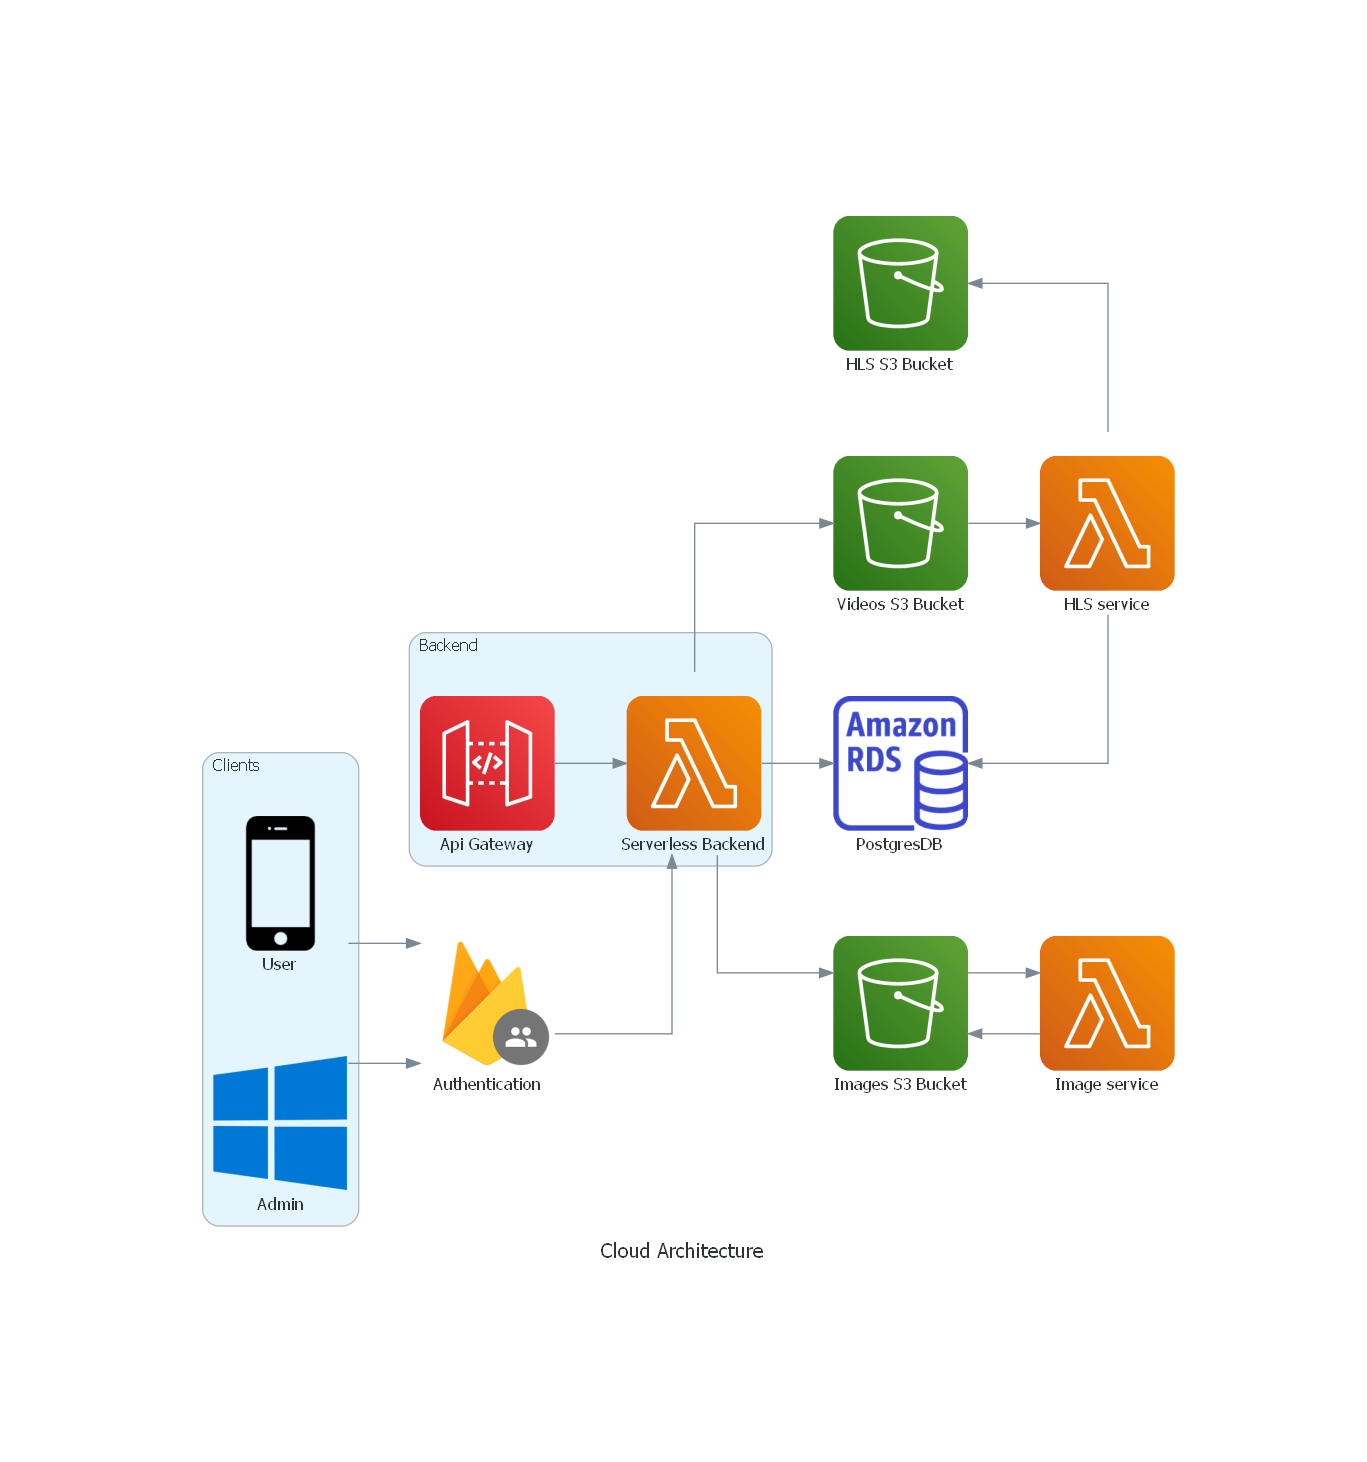 HLS S3 Bucket
Videos S3 Bucket
HLS service
Backend
Amazon
RDS
</>
Api Gateway
Serverless Backend
PostgresDB
Clients
User
Authentication
Images S3 Bucket
Image service
Admin
Cloud Architecture